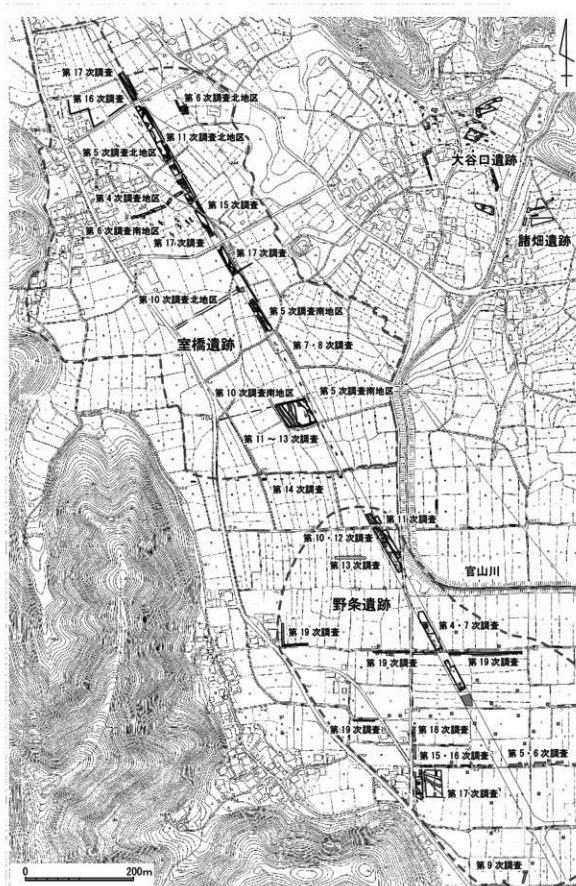 第17次調査
第6次調査北地区
第16次調査
第11次調査北地区
第5次調査北地区
大谷口遺跡
第4次調査地区
第15次調査
諸畑遺跡
第6次調査南地区
第17次調査
第17次調査
第10次調査北地区
第5次調査南地区
室橋遺跡
第7・8次調査
第10次調査南地区
第5次調査南地区
第11～13次調査
第14次調査
第11次調査
第10・12次調査
第13次調査
官山川
野条遺跡
第4・7次調査
第19次調査
第19次調査
第19次調査
第19次調査
第18次調査
第15・16次調査
第5・6次調査
第17次調査
第9次調査
0
200m